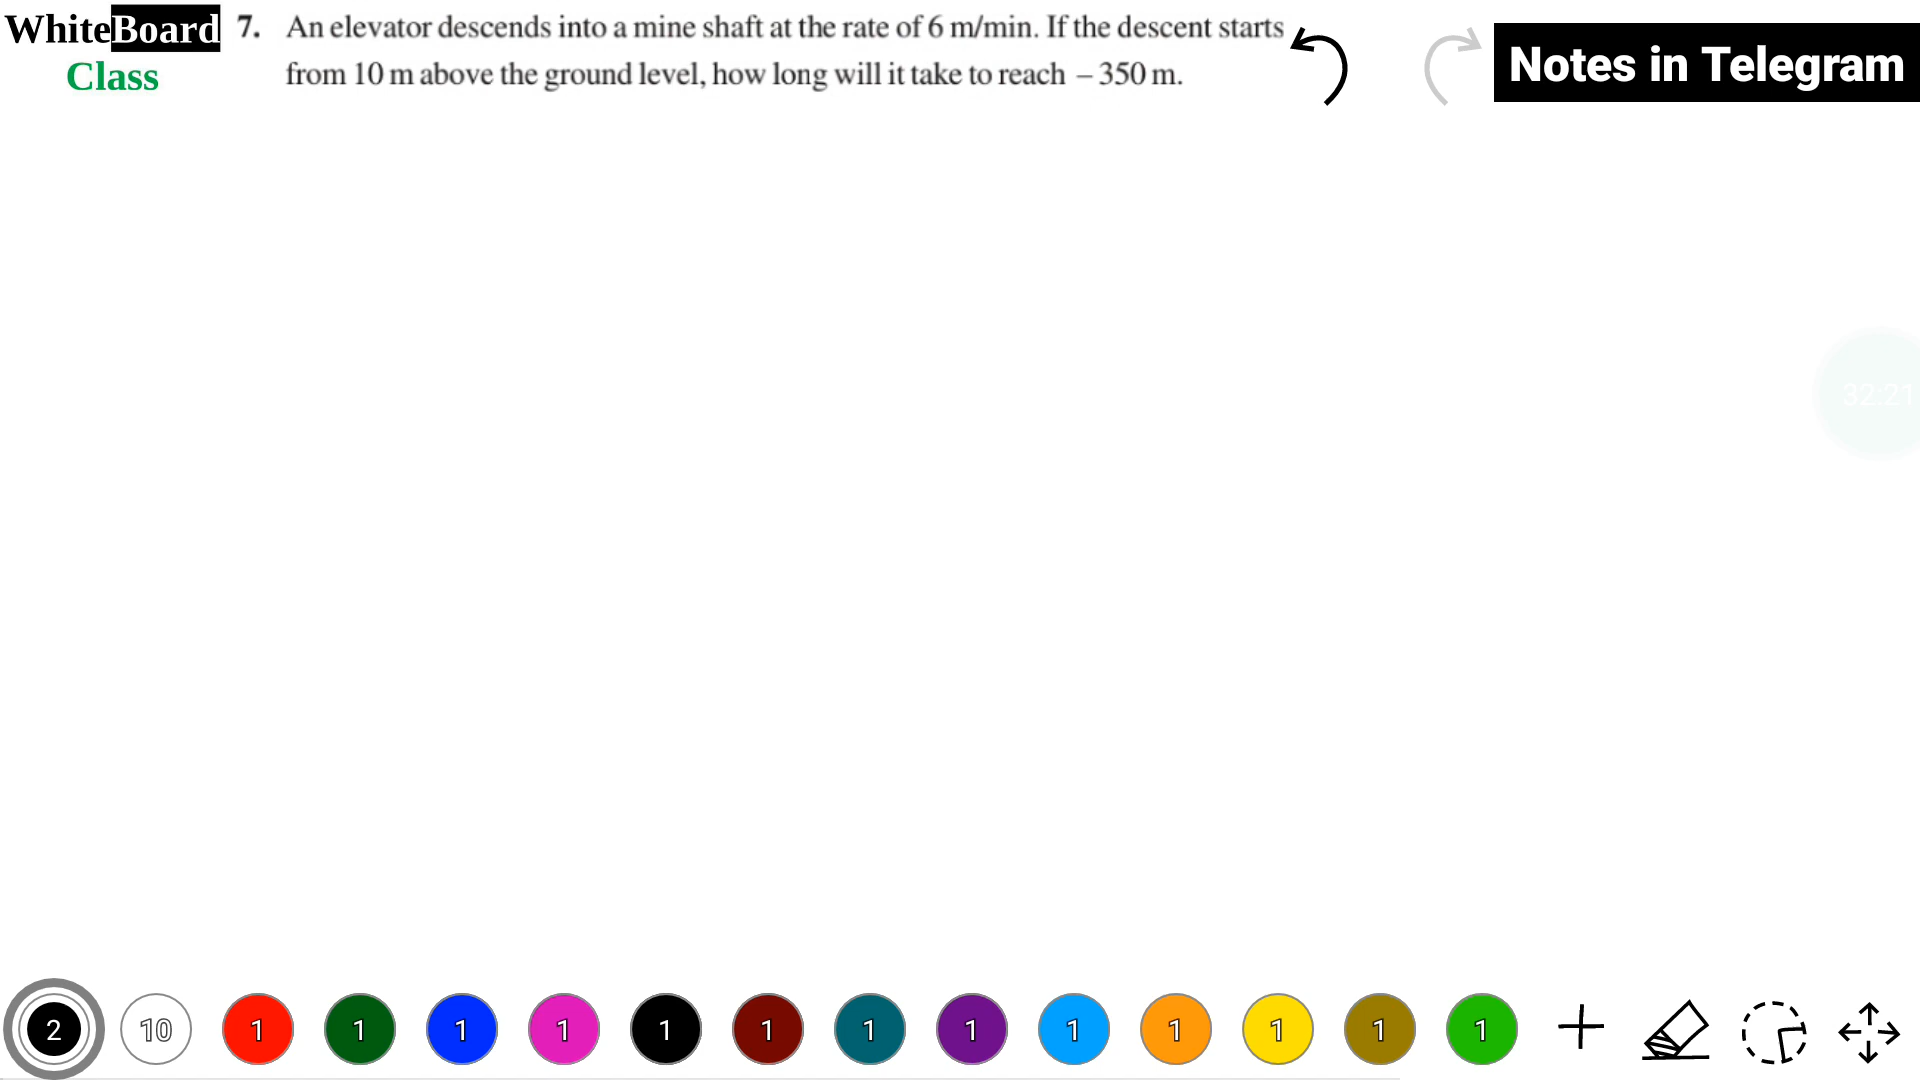 WhiteBoard
Class
7. An elevator descends into a mine shaft at the rate of 6 m/min. If the descent starts
from 10 m above the ground level, how long will it take to reach – 350 m.
Notes in Telegram
32:21
2 10 1 1 1 1 1 1 1 1 1 1 1 1 1